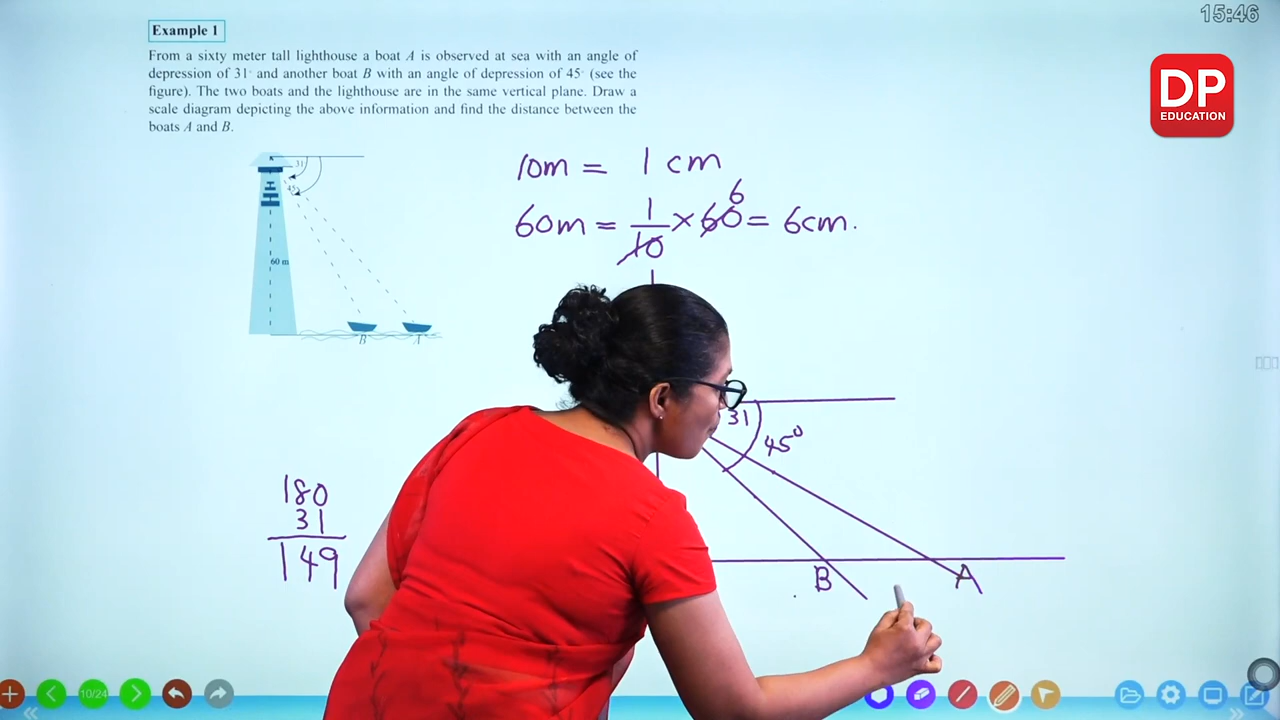 15:46
Example 1
From a sixty meter tall lighthouse a boat A is observed at sea with an angle of
depression of 31° and another boat B with an angle of depression of 45° (see the
figure). The two boats and the lighthouse are in the same vertical plane. Draw a
scale diagram depicting the above information and find the distance between the
boats A and B.
DP
EDUCATION
31
45
60 m
B
A
10m = 1 cm
60m = 1/10 × 60 6 = 6cm.
31
45°
180
31
149
B
A
10/24